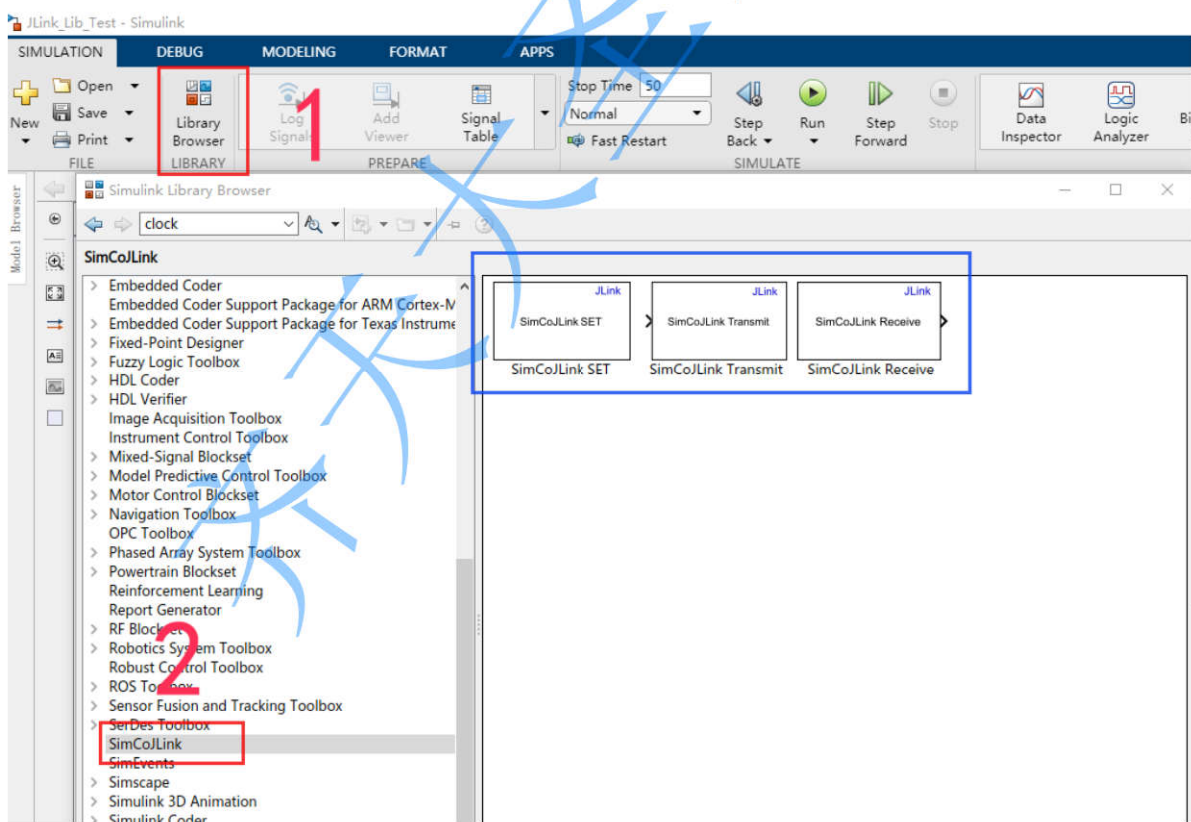 JLink_Lib_Test - Simulink
SIMULATION DEBUG MODELING FORMAT APPS
New
Open
Save
Print
FILE
Library Browser
LIBRARY
1
Log Signals
Add Viewer
Signal Table
PREPARE
Stop Time 50
Normal
Fast Restart
Step Back
Run
Step Forward
Stop
SIMULATE
Data Inspector
Logic Analyzer
Bi
Model Browser
Simulink Library Browser
clock
SimCoJLink
Embedded Coder
Embedded Coder Support Package for ARM Cortex-M
Embedded Coder Support Package for Texas Instrume
Fixed-Point Designer
Fuzzy Logic Toolbox
HDL Coder
HDL Verifier
Image Acquisition Toolbox
Instrument Control Toolbox
Mixed-Signal Blockset
Model Predictive Control Toolbox
Motor Control Blockset
Navigation Toolbox
OPC Toolbox
Phased Array System Toolbox
Powertrain Blockset
Reinforcement Learning
Report Generator
RF Blockset
Robotics System Toolbox
Robust Control Toolbox
ROS Toolbox
Sensor Fusion and Tracking Toolbox
SerDes Toolbox
SimCoJLink
SimEvents
Simscape
Simulink 3D Animation
Simulink Coder
2
JLink
SimCoJLink SET
SimCoJLink SET
JLink
SimCoJLink Transmit
SimCoJLink Transmit
JLink
SimCoJLink Receive
SimCoJLink Receive